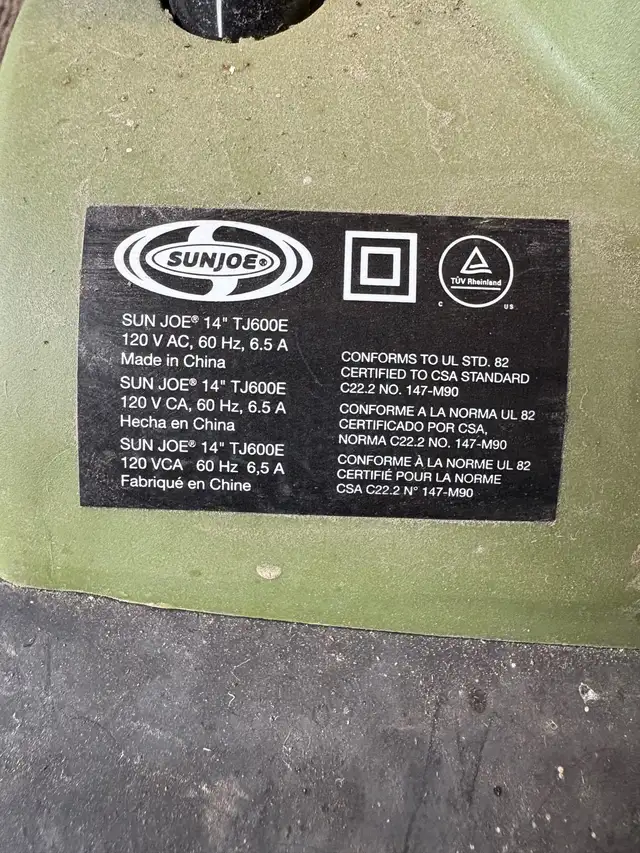 SUNJOE®
TÜV Rheinland
C US
SUN JOE® 14" TJ600E
120 V AC, 60 Hz, 6.5 A
Made in China
SUN JOE® 14" TJ600E
120 V CA, 60 Hz, 6.5 A
Hecha en China
SUN JOE® 14" TJ600E
120 VCA 60 Hz 6,5 A
Fabriqué en Chine
CONFORMS TO UL STD. 82
CERTIFIED TO CSA STANDARD
C22.2 NO. 147-M90
CONFORME A LA NORMA UL 82
CERTIFICADO POR CSA,
NORMA C22.2 NO. 147-M90
CONFORME À LA NORME UL 82
CERTIFIÉ POUR LA NORME
CSA C22.2 N° 147-M90